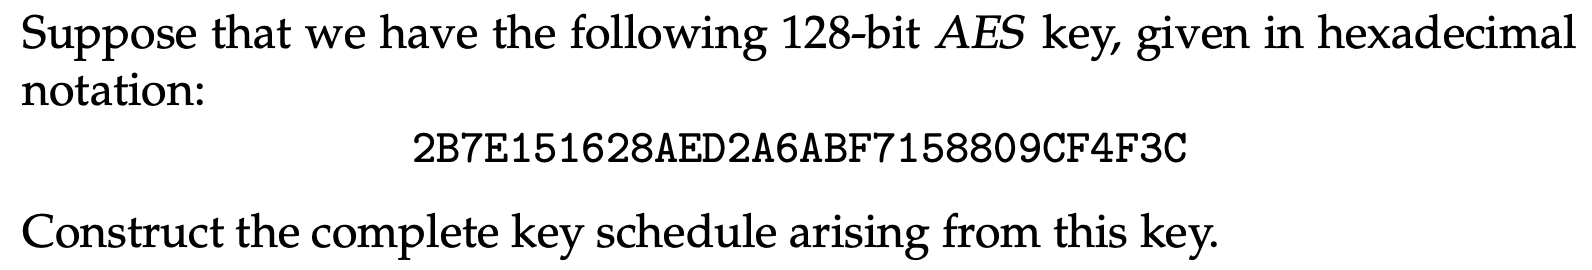 Suppose that we have the following 128-bit AES key, given in hexadecimal
notation:
2B7E151628AED2A6ABF7158809CF4F3C
Construct the complete key schedule arising from this key.